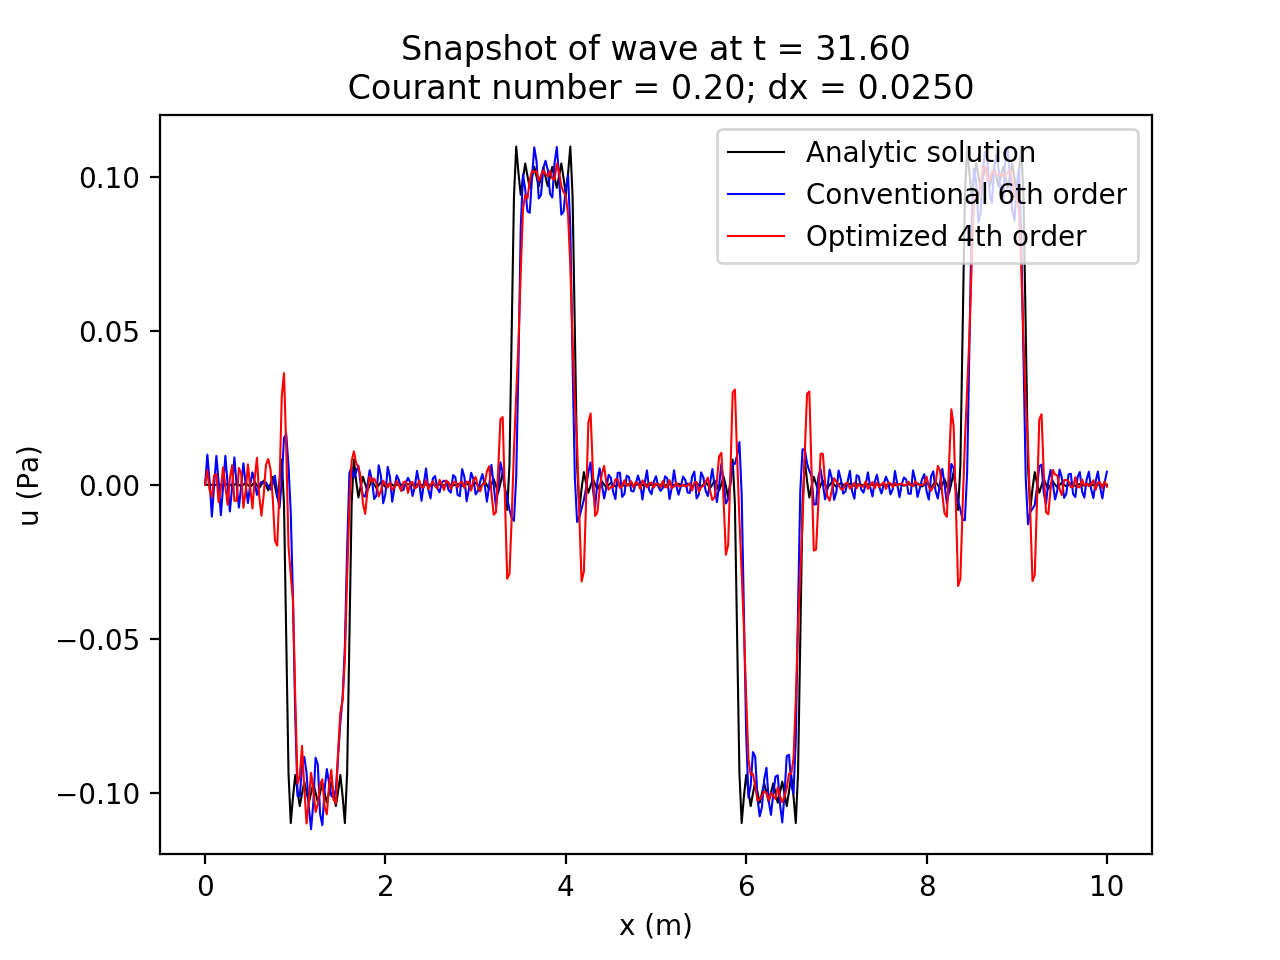 Snapshot of wave at t = 31.60
Courant number = 0.20; dx = 0.0250
Analytic solution
Conventional 6th order
Optimized 4th order
u (Pa)
0.10
0.05
0.00
−0.05
−0.10
0 2 4 6 8 10
x (m)